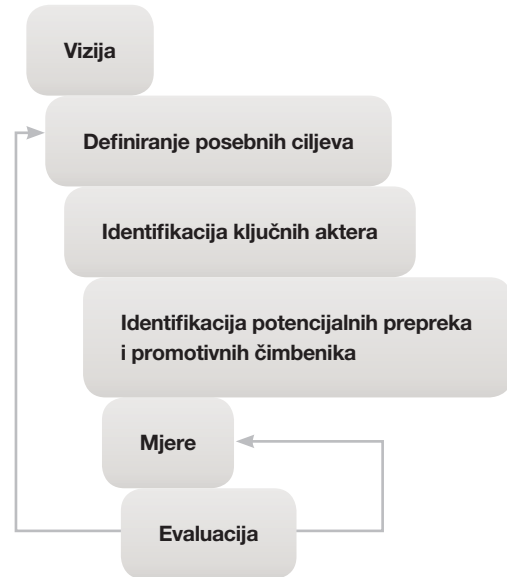 Vizija
Definiranje posebnih ciljeva
Identifikacija ključnih aktera
Identifikacija potencijalnih prepreka
i promotivnih čimbenika
Mjere
Evaluacija